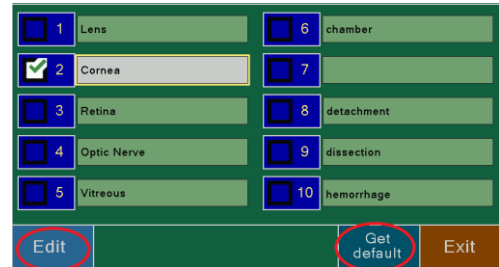 1 Lens
2 Cornea
3 Retina
4 Optic Nerve
5 Vitreous
6 chamber
7
8 detachment
9 dissection
10 hemorrhage
Edit
Get
default
Exit